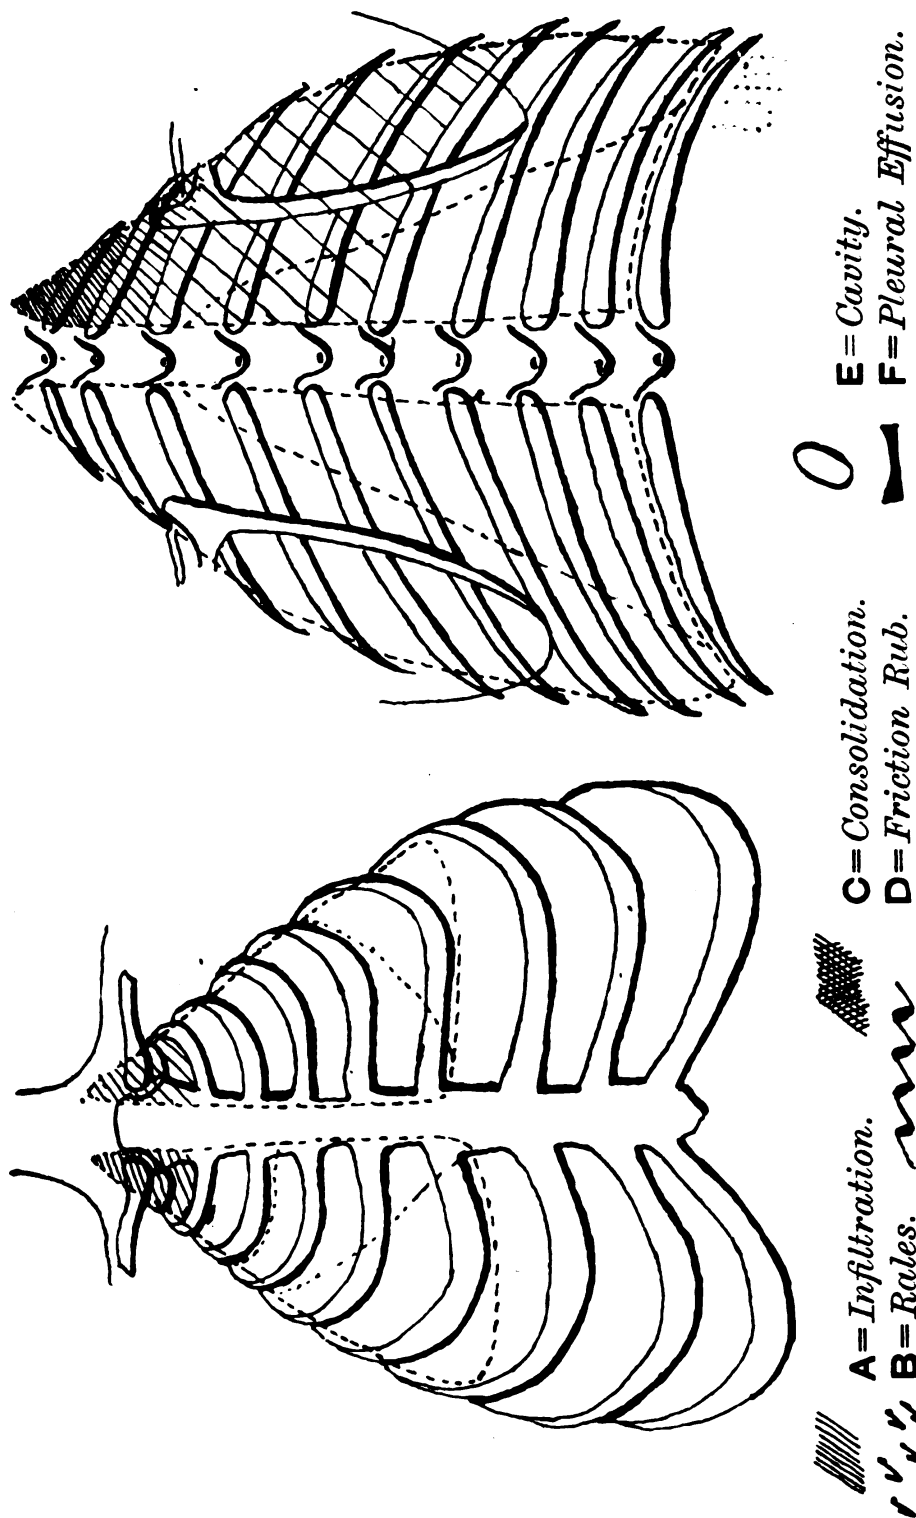 A=Infiltration.
B=Rales.
C=Consolidation.
D=Friction Rub.
E=Cavity.
F=Pleural Effusion.